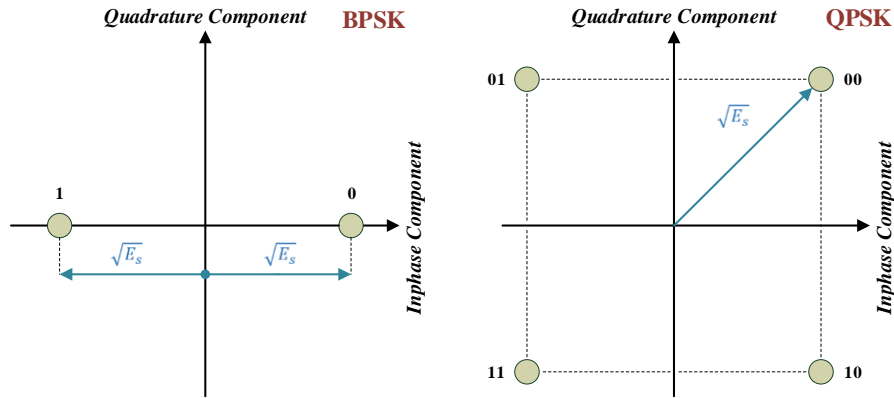 Quadrature Component
BPSK
1
0
√E_s
√E_s
Inphase Component
Quadrature Component
QPSK
01
00
√E_s
11
10
Inphase Component